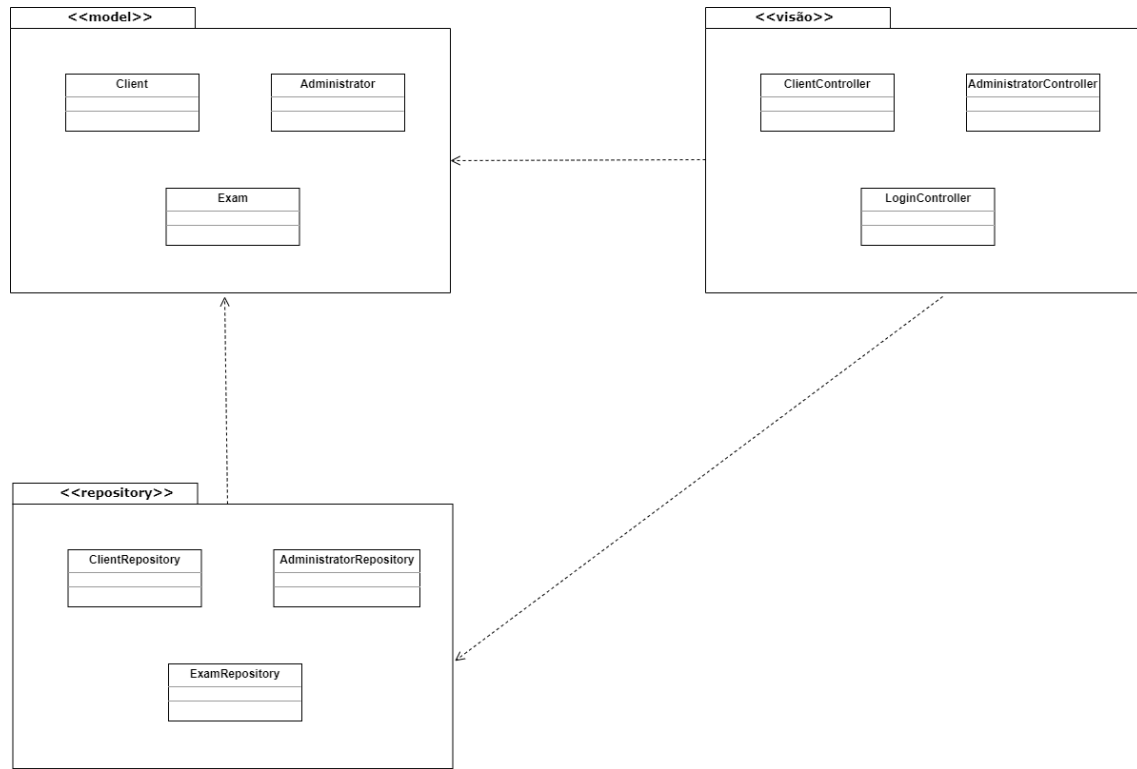 <<model>>
Client
Administrator
Exam
<<visão>>
ClientController
AdministratorController
LoginController
<<repository>>
ClientRepository
AdministratorRepository
ExamRepository